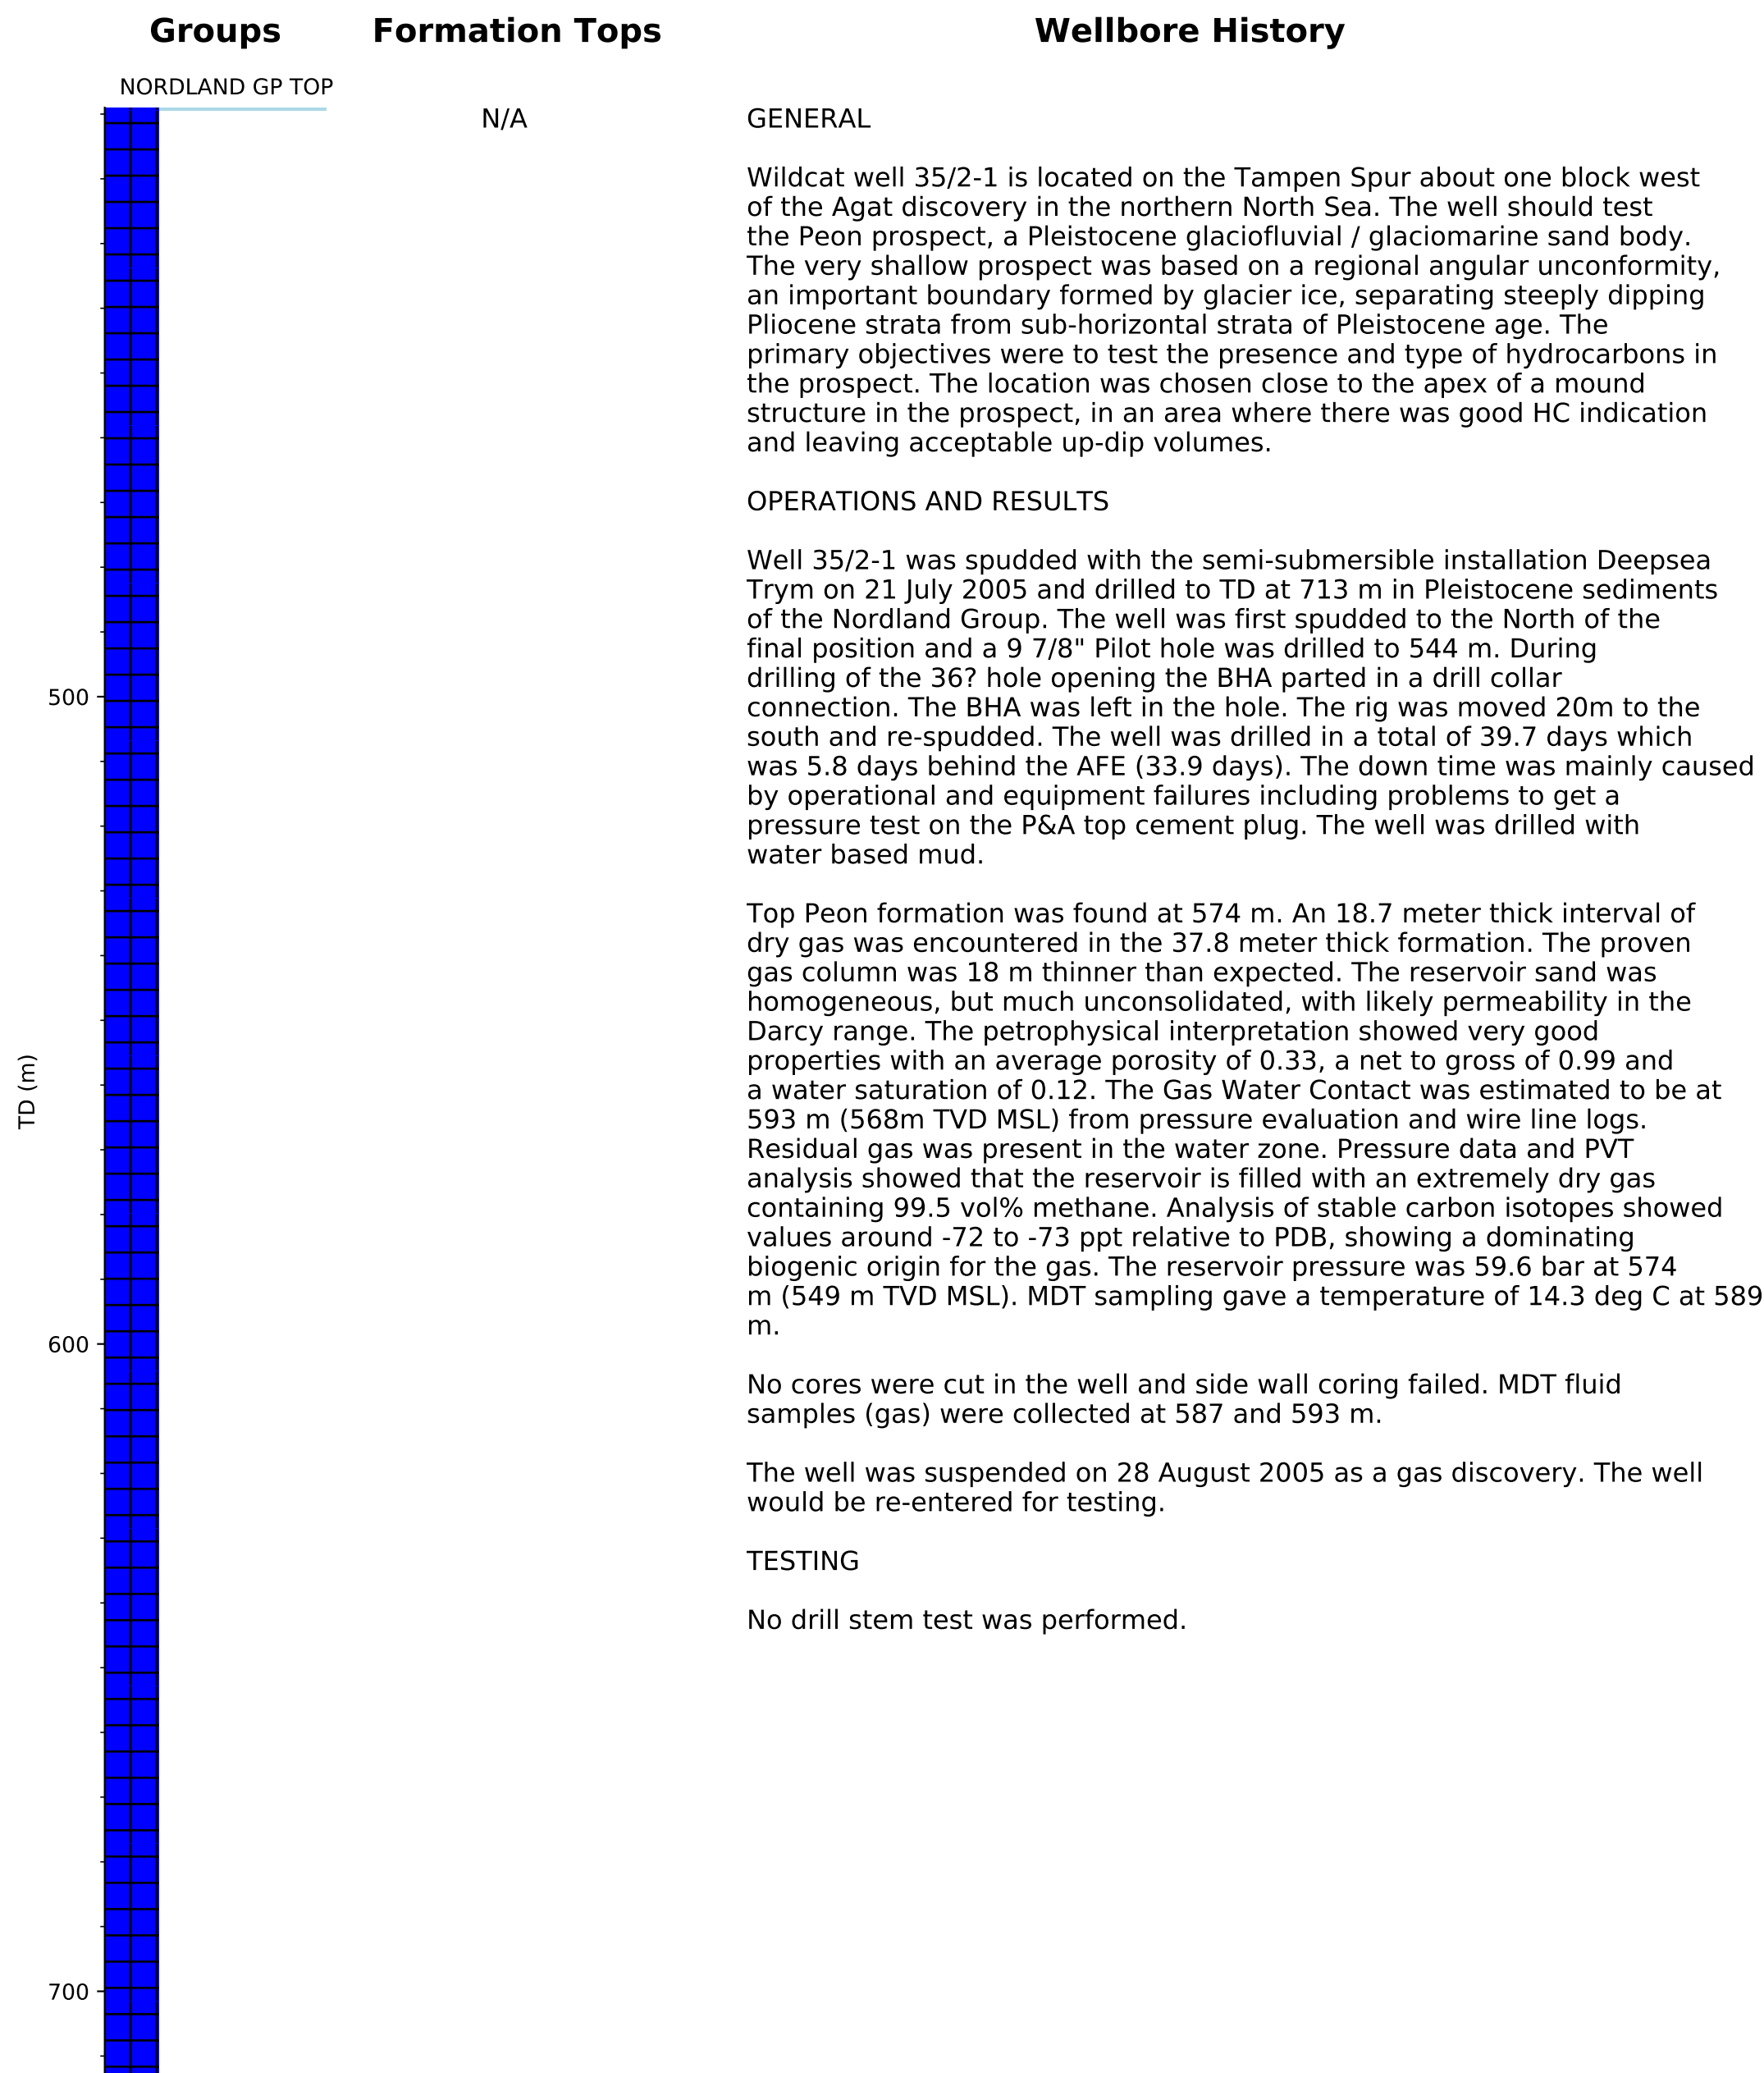 Groups
Formation Tops
Wellbore History
NORDLAND GP TOP
N/A
GENERAL
Wildcat well 35/2-1 is located on the Tampen Spur about one block west
of the Agat discovery in the northern North Sea. The well should test
the Peon prospect, a Pleistocene glaciofluvial / glaciomarine sand body.
The very shallow prospect was based on a regional angular unconformity,
an important boundary formed by glacier ice, separating steeply dipping
Pliocene strata from sub-horizontal strata of Pleistocene age. The
primary objectives were to test the presence and type of hydrocarbons in
the prospect. The location was chosen close to the apex of a mound
structure in the prospect, in an area where there was good HC indication
and leaving acceptable up-dip volumes.
OPERATIONS AND RESULTS
Well 35/2-1 was spudded with the semi-submersible installation Deepsea
Trym on 21 July 2005 and drilled to TD at 713 m in Pleistocene sediments
of the Nordland Group. The well was first spudded to the North of the
final position and a 9 7/8" Pilot hole was drilled to 544 m. During
drilling of the 36? hole opening the BHA parted in a drill collar
connection. The BHA was left in the hole. The rig was moved 20m to the
south and re-spudded. The well was drilled in a total of 39.7 days which
was 5.8 days behind the AFE (33.9 days). The down time was mainly caused
by operational and equipment failures including problems to get a
pressure test on the P&A top cement plug. The well was drilled with
water based mud.
Top Peon formation was found at 574 m. An 18.7 meter thick interval of
dry gas was encountered in the 37.8 meter thick formation. The proven
gas column was 18 m thinner than expected. The reservoir sand was
homogeneous, but much unconsolidated, with likely permeability in the
Darcy range. The petrophysical interpretation showed very good
properties with an average porosity of 0.33, a net to gross of 0.99 and
a water saturation of 0.12. The Gas Water Contact was estimated to be at
593 m (568m TVD MSL) from pressure evaluation and wire line logs.
Residual gas was present in the water zone. Pressure data and PVT
analysis showed that the reservoir is filled with an extremely dry gas
containing 99.5 vol% methane. Analysis of stable carbon isotopes showed
values around -72 to -73 ppt relative to PDB, showing a dominating
biogenic origin for the gas. The reservoir pressure was 59.6 bar at 574
m (549 m TVD MSL). MDT sampling gave a temperature of 14.3 deg C at 589
m.
No cores were cut in the well and side wall coring failed. MDT fluid
samples (gas) were collected at 587 and 593 m.
The well was suspended on 28 August 2005 as a gas discovery. The well
would be re-entered for testing.
TESTING
No drill stem test was performed.
TD (m)
500
600
700